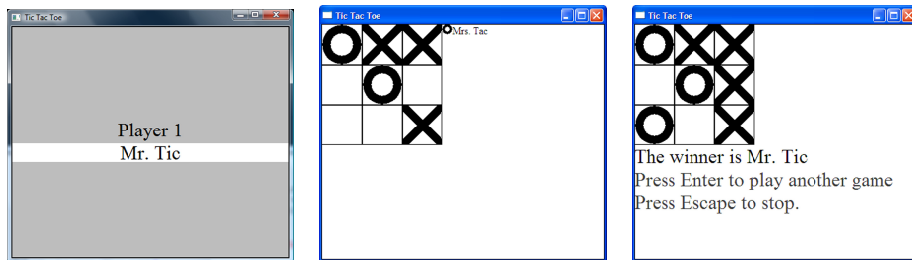 Tic Tac Toe
Player 1
Mr. Tic
Tic Tac Toe
Mrs. Tac
Tic Tac Toe
The winner is Mr. Tic
Press Enter to play another game
Press Escape to stop.